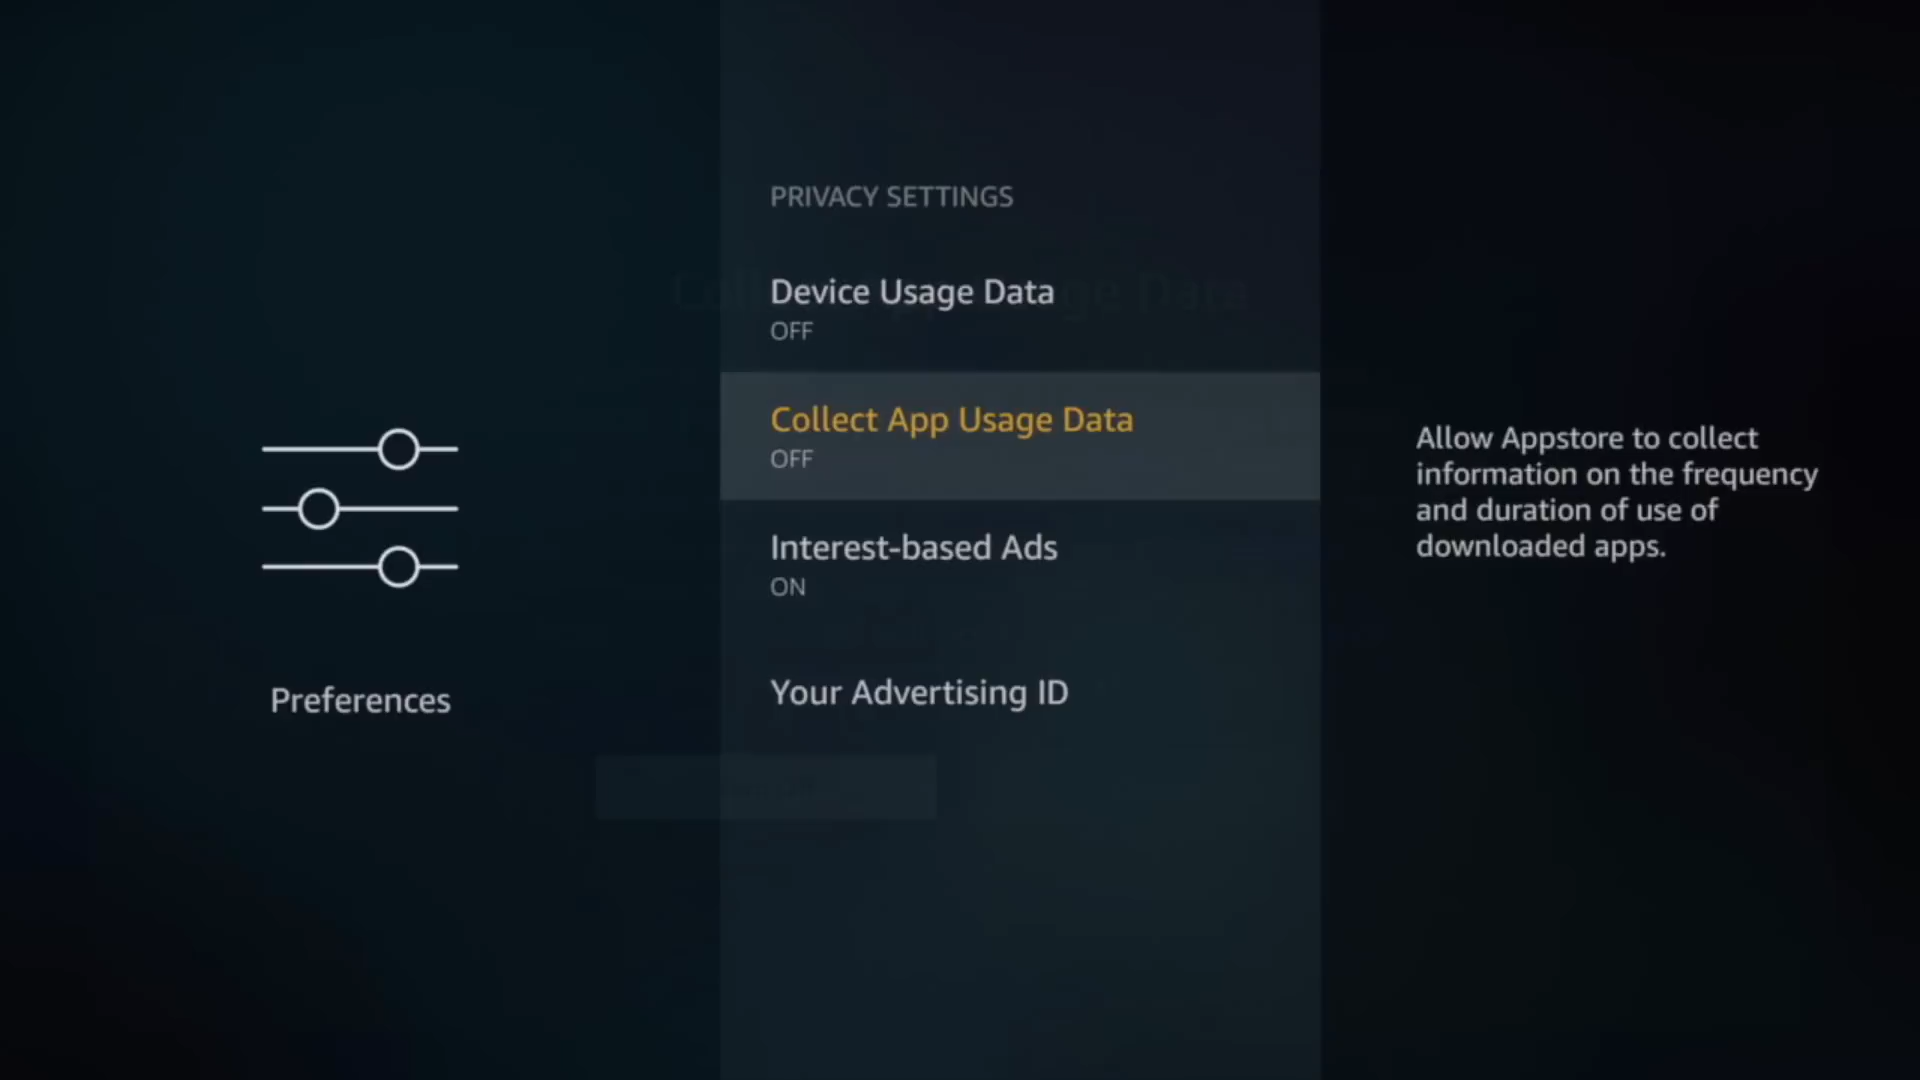 PRIVACY SETTINGS
Device Usage Data
OFF
Collect App Usage Data
OFF
Interest-based Ads
ON
Your Advertising ID
Preferences
Allow Appstore to collect
information on the frequency
and duration of use of
downloaded apps.